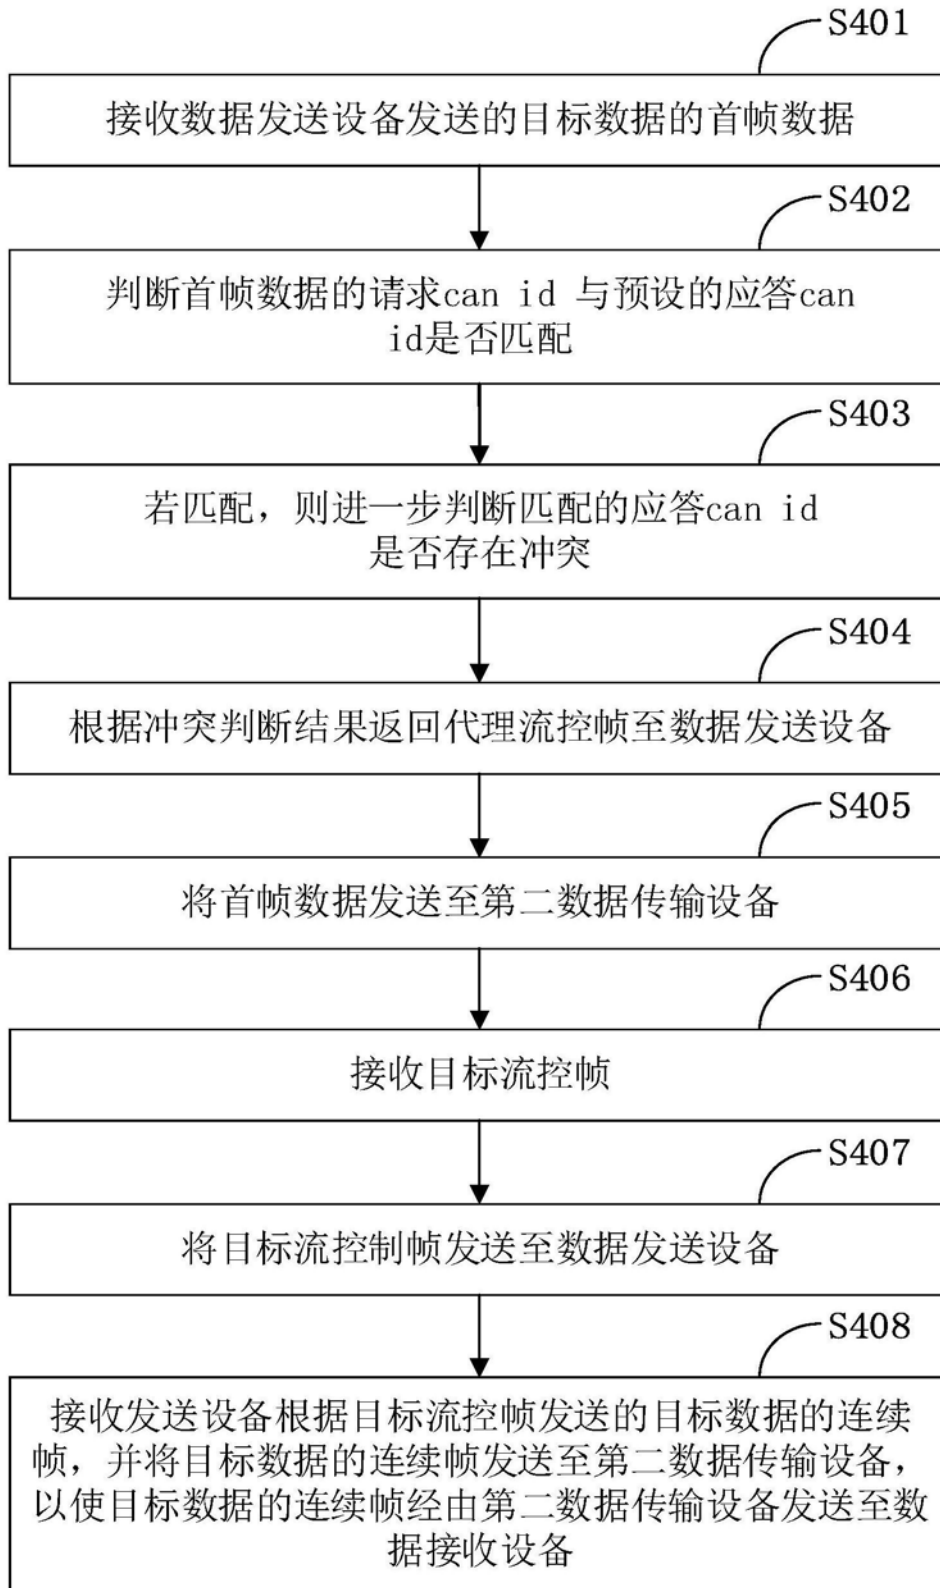 S401
接收数据发送设备发送的目标数据的首帧数据
S402
判断首帧数据的请求can id 与预设的应答can
id是否匹配
S403
若匹配，则进一步判断匹配的应答can id
是否存在冲突
S404
根据冲突判断结果返回代理流控帧至数据发送设备
S405
将首帧数据发送至第二数据传输设备
S406
接收目标流控帧
S407
将目标流控制帧发送至数据发送设备
S408
接收发送设备根据目标流控帧发送的目标数据的连续
帧，并将目标数据的连续帧发送至第二数据传输设备，
以使目标数据的连续帧经由第二数据传输设备发送至数
据接收设备